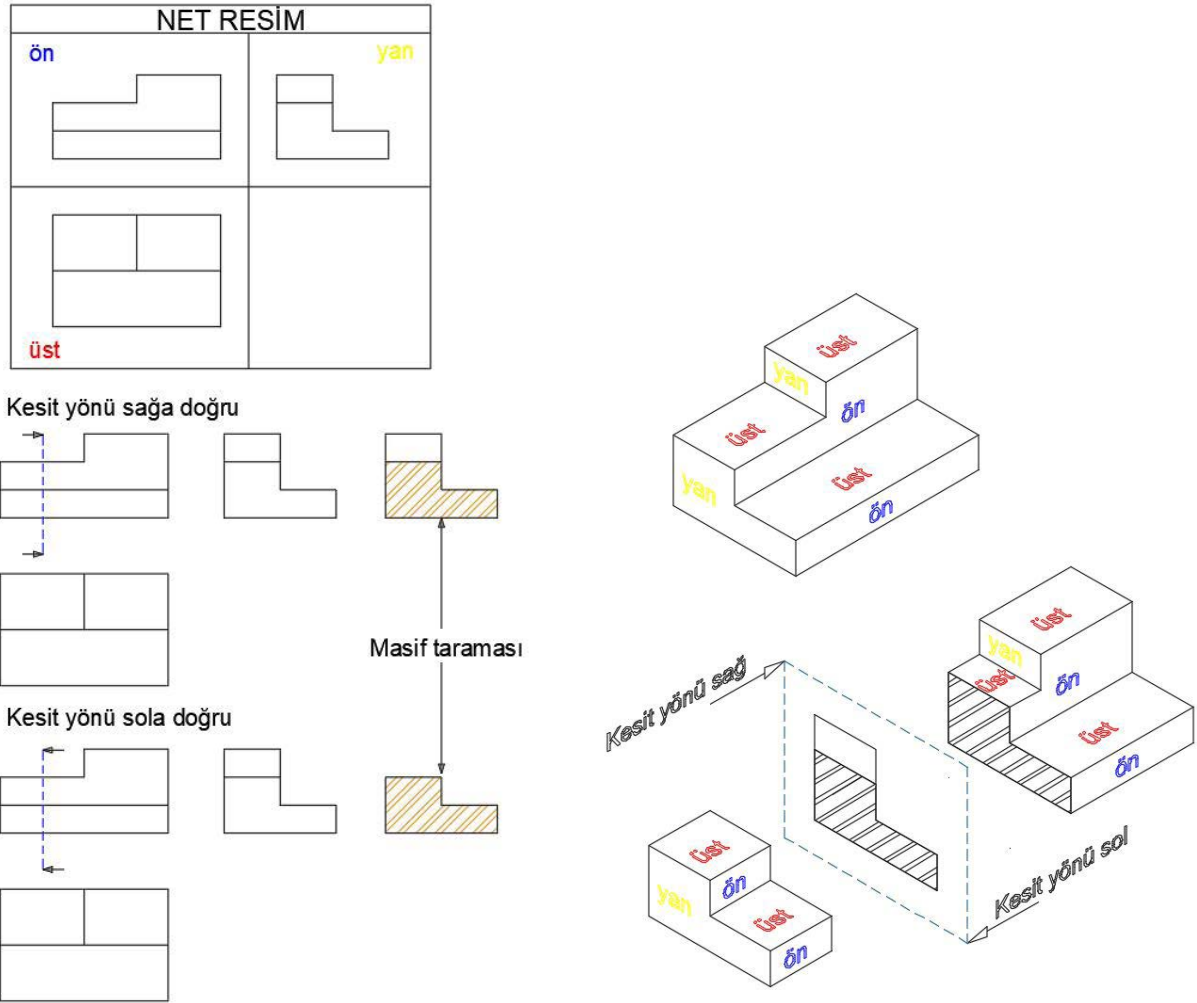 NET RESİM
ön
yan
üst
Kesit yönü sağa doğru
Masif taraması
Kesit yönü sola doğru
üst
yan
ön
üst
üst
yan
ön
üst
yan
üst
ön
üst
ön
Kesit yönü sağ
Kesit yönü sol
üst
ön
yan
üst
ön